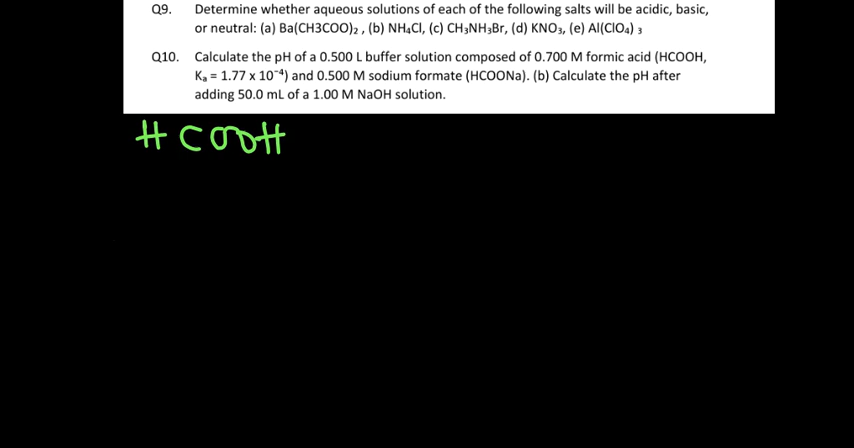 Q9. Determine whether aqueous solutions of each of the following salts will be acidic, basic,
or neutral: (a) Ba(CH3COO)₂ , (b) NH₄Cl, (c) CH₃NH₃Br, (d) KNO₃, (e) Al(ClO₄) ₃
Q10. Calculate the pH of a 0.500 L buffer solution composed of 0.700 M formic acid (HCOOH,
Kₐ = 1.77 x 10⁻⁴) and 0.500 M sodium formate (HCOONa). (b) Calculate the pH after
adding 50.0 mL of a 1.00 M NaOH solution.
HCOOH